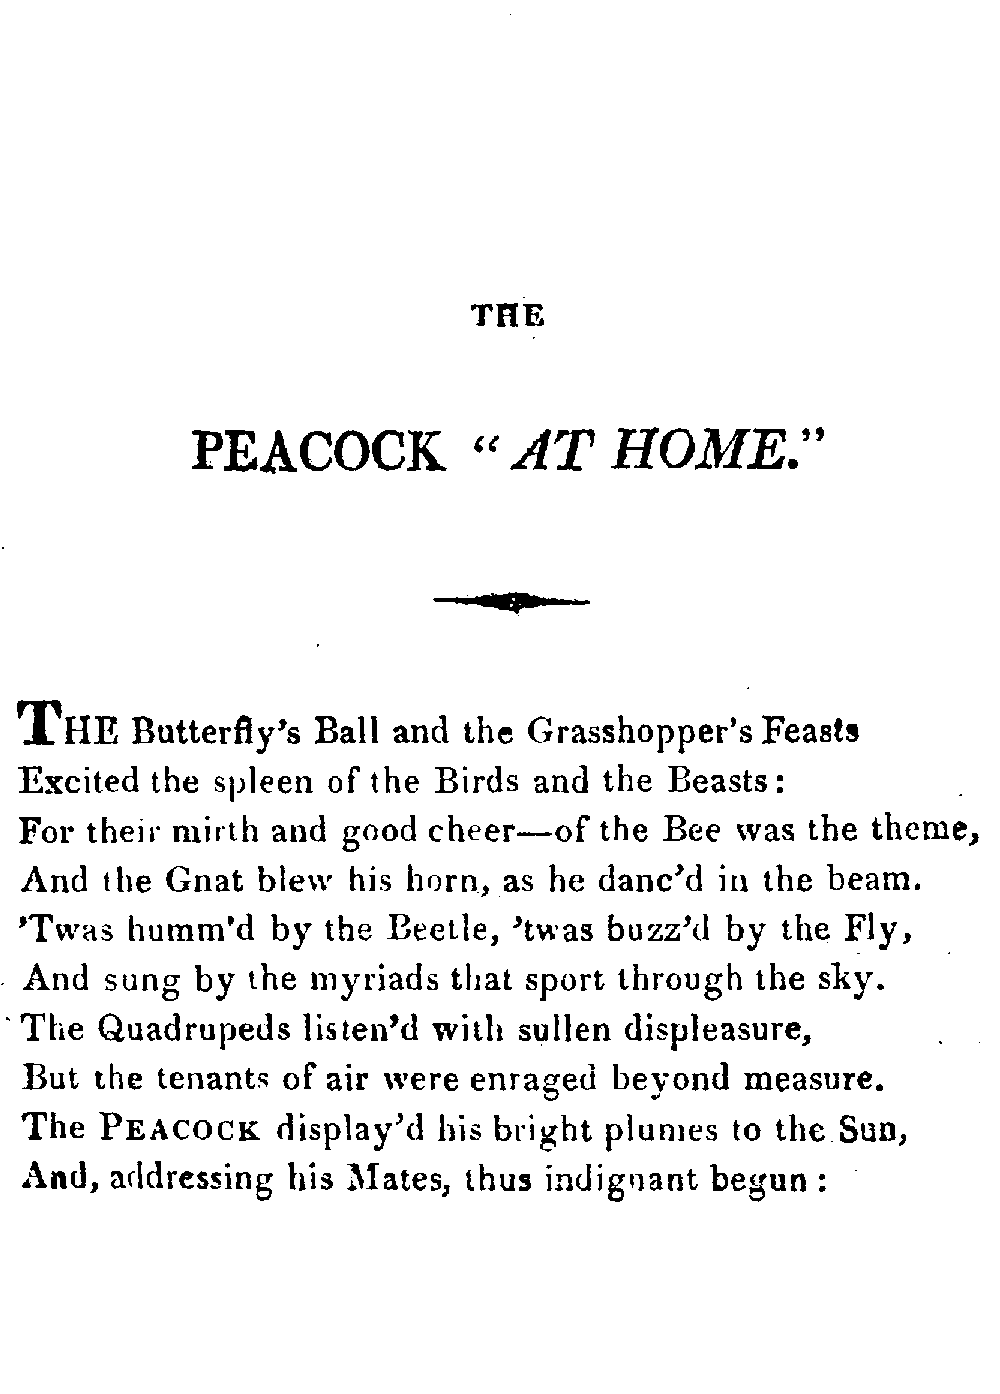 THE
PEACOCK “AT HOME.”
THE Butterfly’s Ball and the Grasshopper’s Feasts
Excited the spleen of the Birds and the Beasts:
For their mirth and good cheer—of the Bee was the theme,
And the Gnat blew his horn, as he danc’d in the beam.
’Twas humm’d by the Beetle, ’twas buzz’d by the Fly,
And sung by the myriads that sport through the sky.
The Quadrupeds listen’d with sullen displeasure,
But the tenants of air were enraged beyond measure.
The PEACOCK display’d his bright plumes to the Sun,
And, addressing his Mates, thus indignant begun: